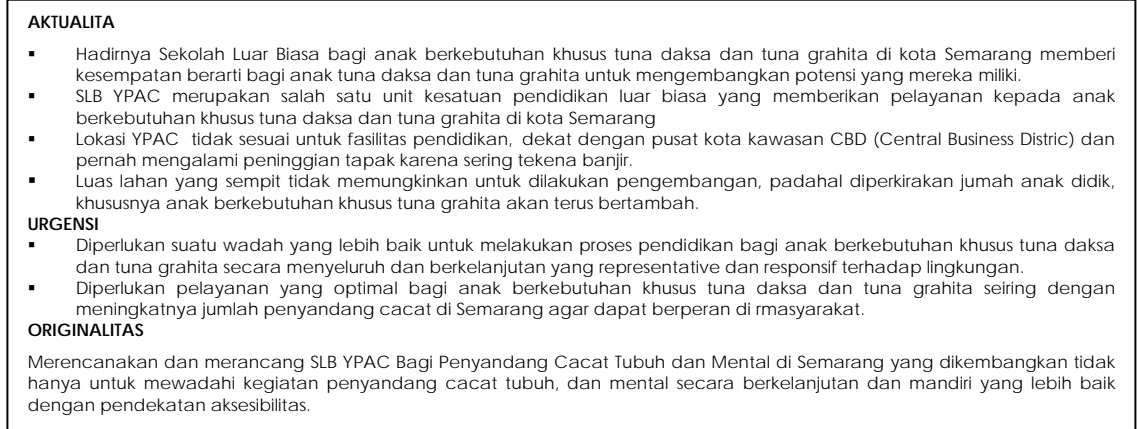 AKTUALITA
▪ Hadirnya Sekolah Luar Biasa bagi anak berkebutuhan khusus tuna daksa dan tuna grahita di kota Semarang memberi
kesempatan berarti bagi anak tuna daksa dan tuna grahita untuk mengembangkan potensi yang mereka miliki.
▪ SLB YPAC merupakan salah satu unit kesatuan pendidikan luar biasa yang memberikan pelayanan kepada anak
berkebutuhan khusus tuna daksa dan tuna grahita di kota Semarang
▪ Lokasi YPAC tidak sesuai untuk fasilitas pendidikan, dekat dengan pusat kota kawasan CBD (Central Business Distric) dan
pernah mengalami peninggian tapak karena sering tekena banjir.
▪ Luas lahan yang sempit tidak memungkinkan untuk dilakukan pengembangan, padahal diperkirakan jumah anak didik,
khususnya anak berkebutuhan khusus tuna grahita akan terus bertambah.
URGENSI
▪ Diperlukan suatu wadah yang lebih baik untuk melakukan proses pendidikan bagi anak berkebutuhan khusus tuna daksa
dan tuna grahita secara menyeluruh dan berkelanjutan yang representative dan responsif terhadap lingkungan.
▪ Diperlukan pelayanan yang optimal bagi anak berkebutuhan khusus tuna daksa dan tuna grahita seiring dengan
meningkatnya jumlah penyandang cacat di Semarang agar dapat berperan di rmasyarakat.
ORIGINALITAS
Merencanakan dan merancang SLB YPAC Bagi Penyandang Cacat Tubuh dan Mental di Semarang yang dikembangkan tidak
hanya untuk mewadahi kegiatan penyandang cacat tubuh, dan mental secara berkelanjutan dan mandiri yang lebih baik
dengan pendekatan aksesibilitas.